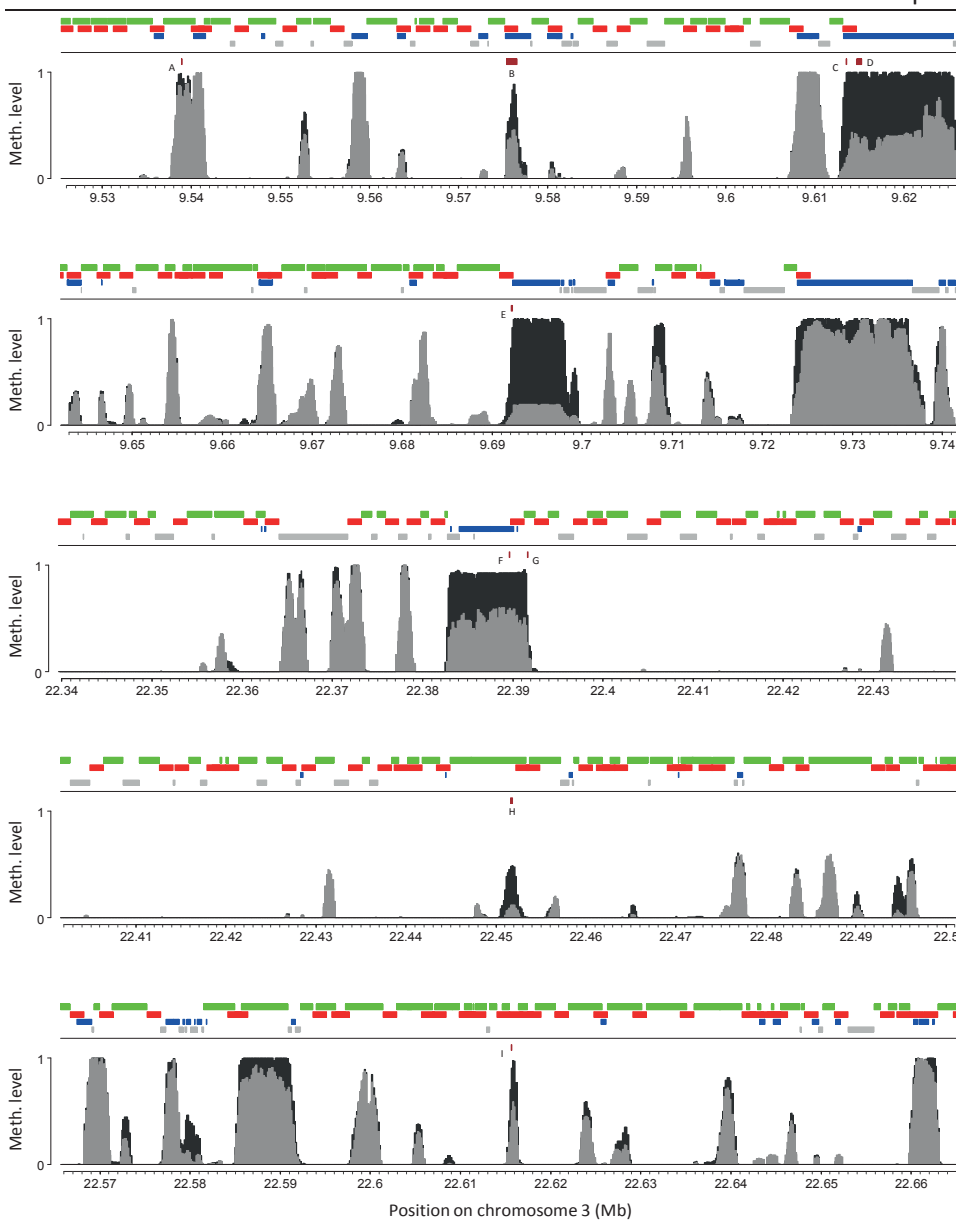 A B C D
1
Meth. level
0
9.53 9.54 9.55 9.56 9.57 9.58 9.59 9.6 9.61 9.62
E
1
Meth. level
0
9.65 9.66 9.67 9.68 9.69 9.7 9.71 9.72 9.73 9.74
F G
1
Meth. level
0
22.34 22.35 22.36 22.37 22.38 22.39 22.4 22.41 22.42 22.43
H
1
Meth. level
0
22.41 22.42 22.43 22.44 22.45 22.46 22.47 22.48 22.49 22.5
I
1
Meth. level
0
22.57 22.58 22.59 22.6 22.61 22.62 22.63 22.64 22.65 22.66
Position on chromosome 3 (Mb)